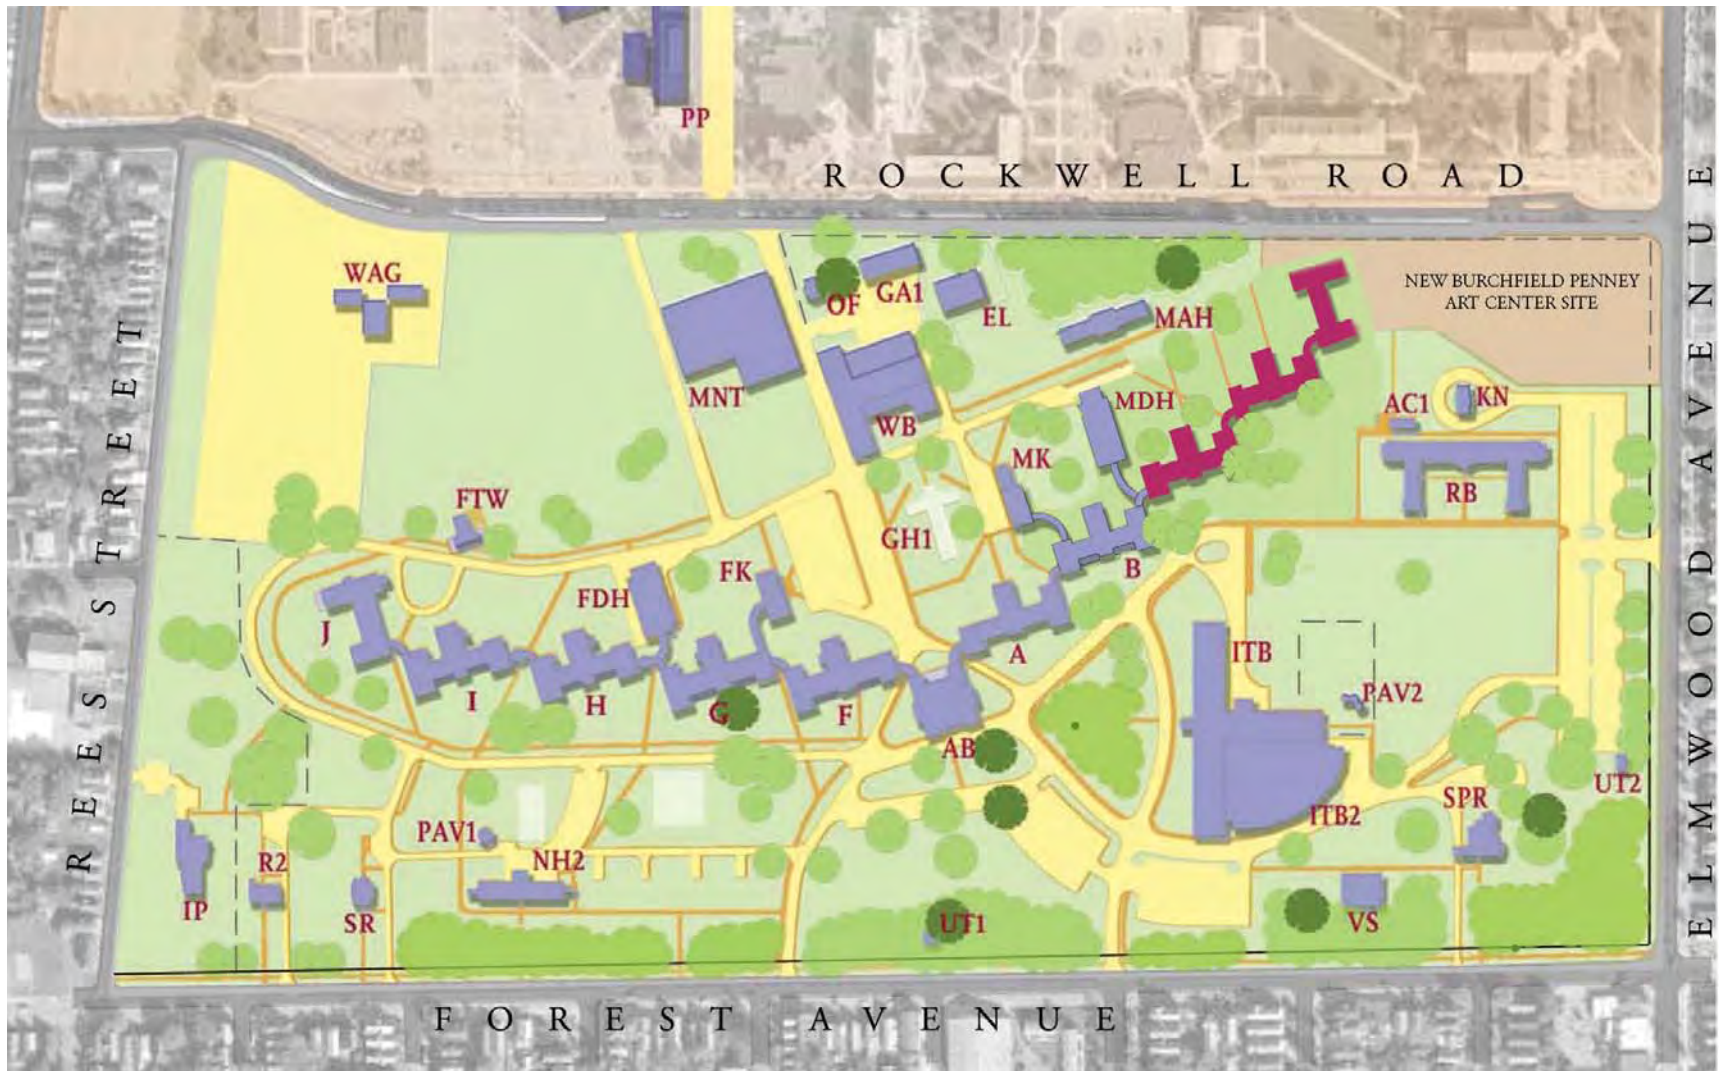 PP
ROCKWELL ROAD
WAG
OF
GA1
EL
MAH
NEW BURCHFIELD PENNEY
ART CENTER SITE
MNT
WB
MDH
AC1
KN
MK
RB
FTW
GH1
FK
FDH
B
J
A
ITB
I
H
G
F
PAV2
AB
UT2
SPR
ITB2
PAV1
R2
NH2
IP
SR
UT1
VS
REES STREET
ELMWOOD AVENUE
FOREST AVENUE